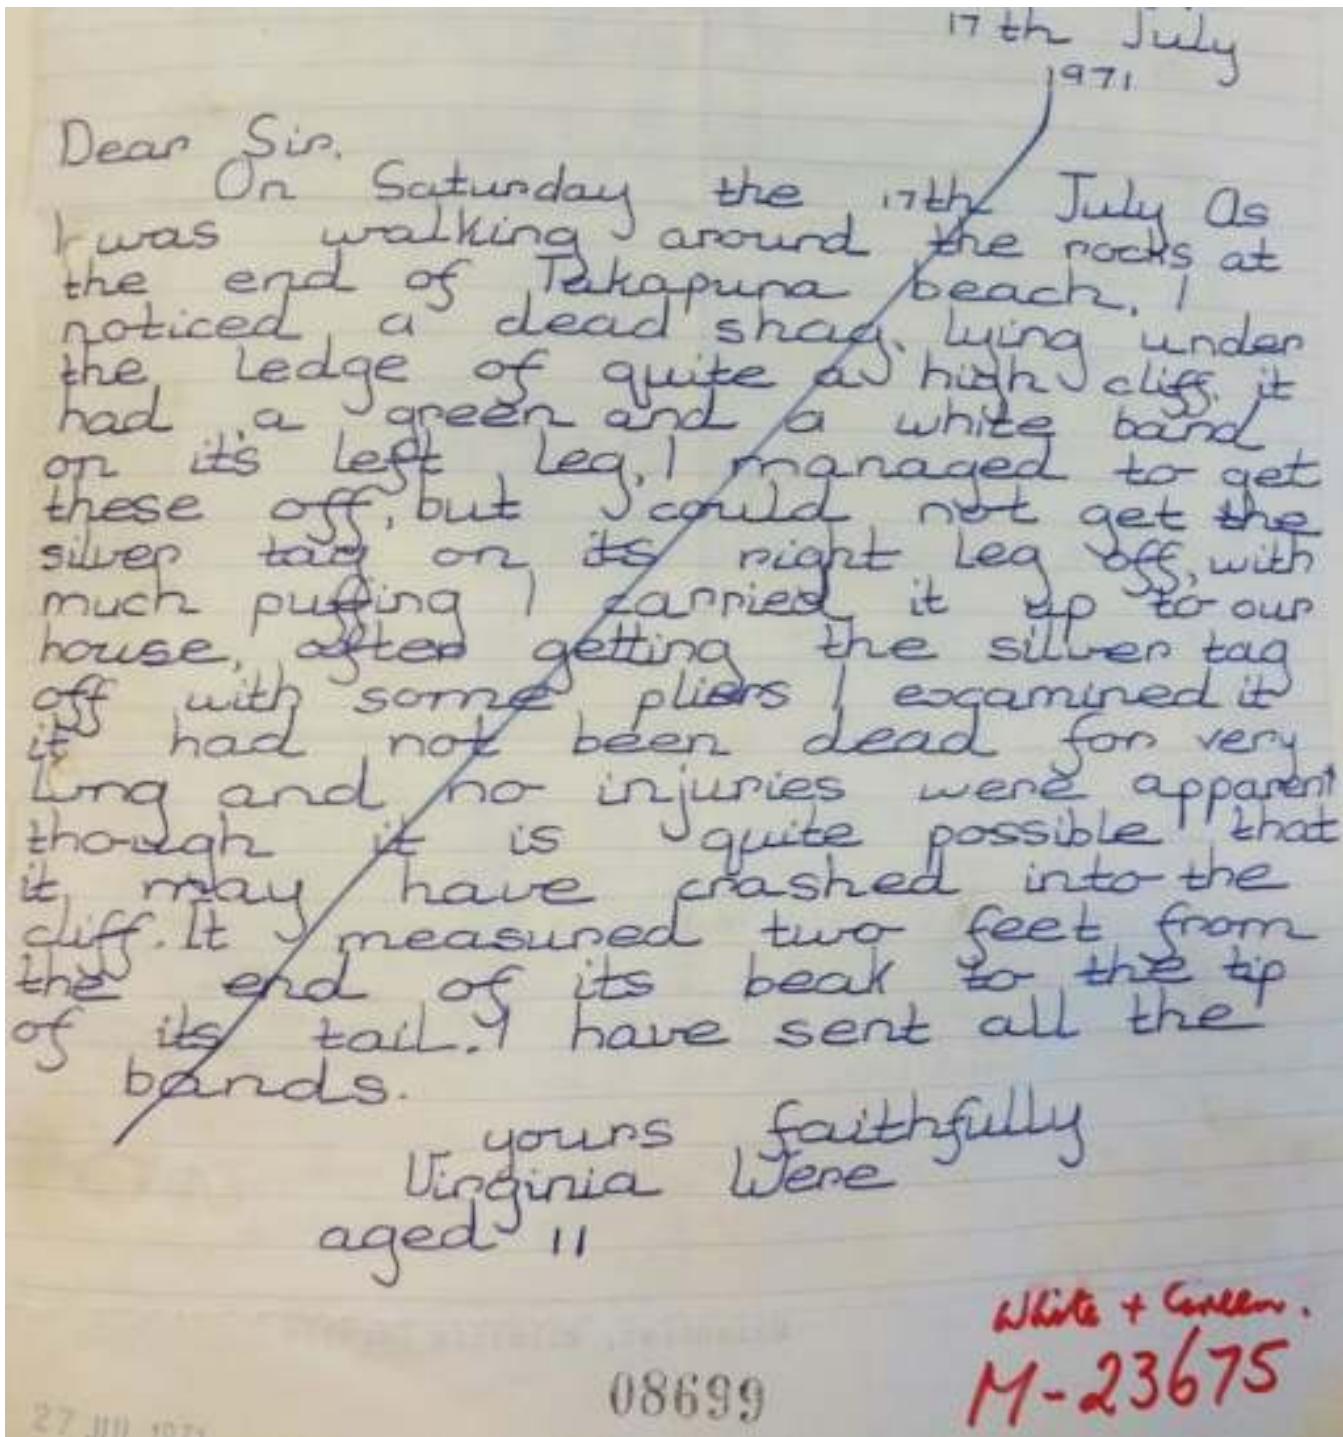 17th July
1971
Dear Sir.
On Saturday the 17th July As
I was walking around the rocks at
the end of Takapuna beach, I
noticed a dead shag, lying under
the ledge of quite a high cliff, it
had a green and a white band
on it's left leg, I managed to get
these off, but I could not get the
silver tag on its right leg off, with
much puffing I carried it up to our
house, after getting the silver tag
off with some pliers I examined it
it had not been dead for very
long and no injuries were apparent
though it is quite possible that
it may have crashed into the
cliff. It measured two feet from
the end of its beak to the tip
of its tail. I have sent all the
bands.
yours faithfully
Virginia Were
aged 11
White + Green.
M-23675
08699
27 JUL 1971